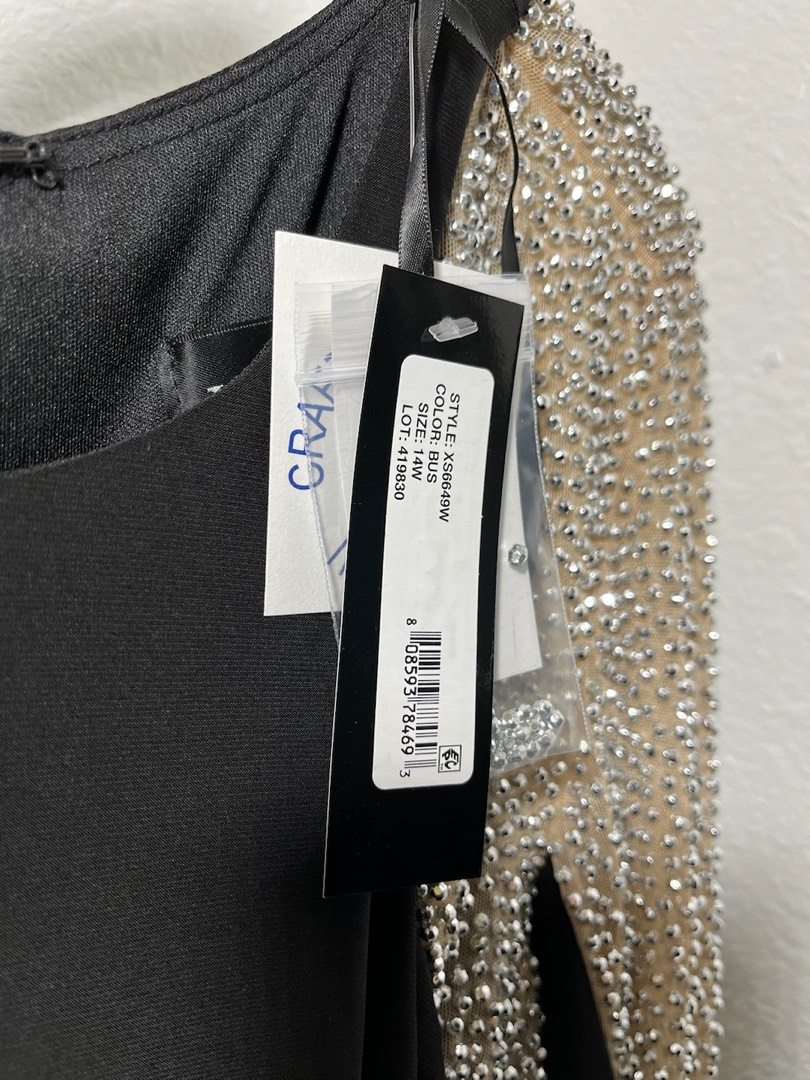 STYLE: XS6649W
COLOR: BUS
SIZE: 14W
LOT: 419830
8 08593 78469 3